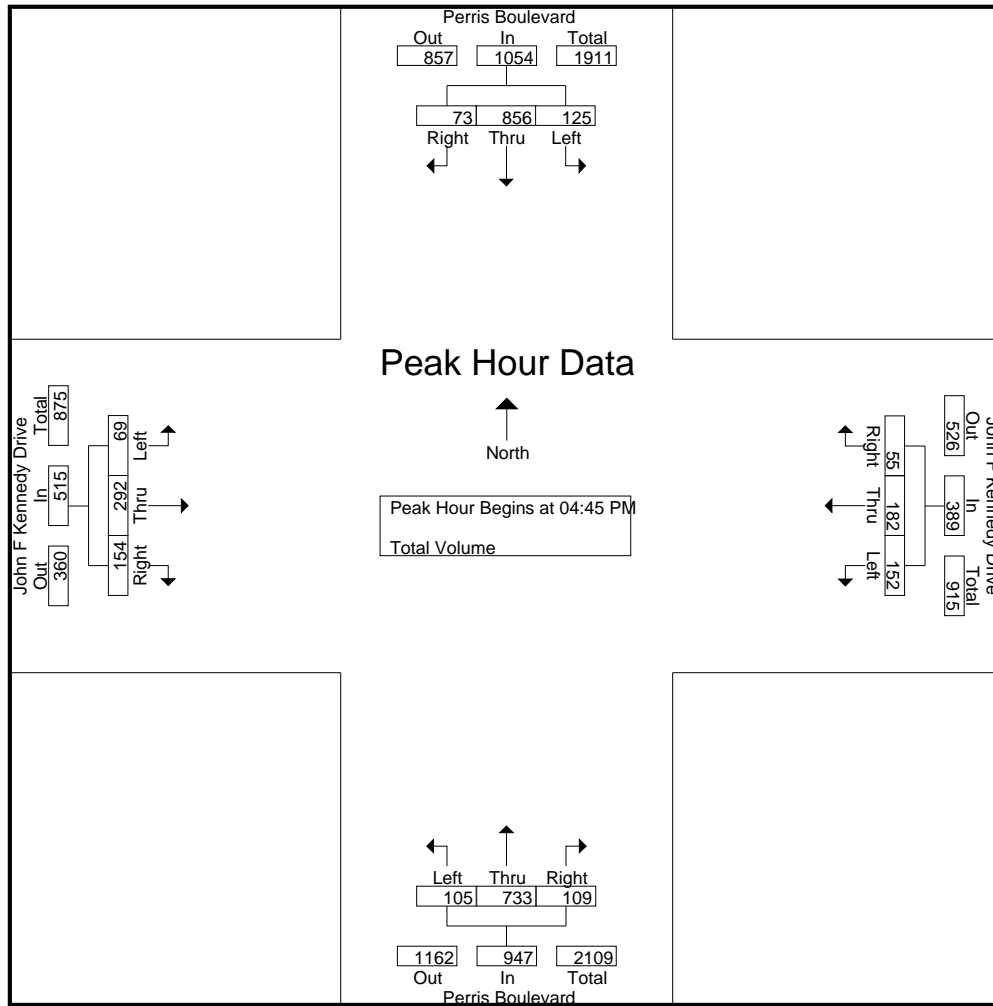 Perris Boulevard
Out In Total
857 1054 1911
73 856 125
Right Thru Left
Peak Hour Data
North
Peak Hour Begins at 04:45 PM
Total Volume
John F Kennedy Drive
Out In Total
360 515 875
Left Thru Right
69 292 154
John F Kennedy Drive
Out In Total
526 389 915
Right Thru Left
55 182 152
Left Thru Right
105 733 109
1162 947 2109
Out In Total
Perris Boulevard